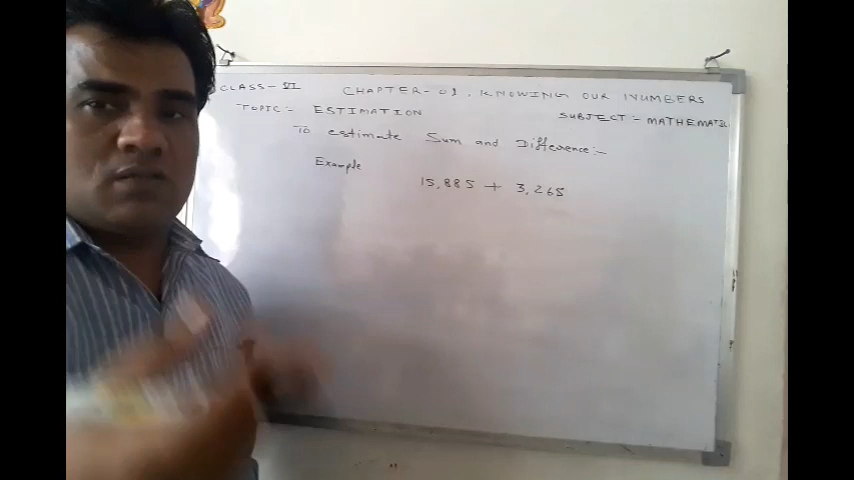 CLASS-VI CHAPTER-01. KNOWING OUR NUMBERS
TOPIC = ESTIMATION SUBJECT = MATHEMATIC
To estimate Sum and Difference:-
Example
15,885 + 3,265